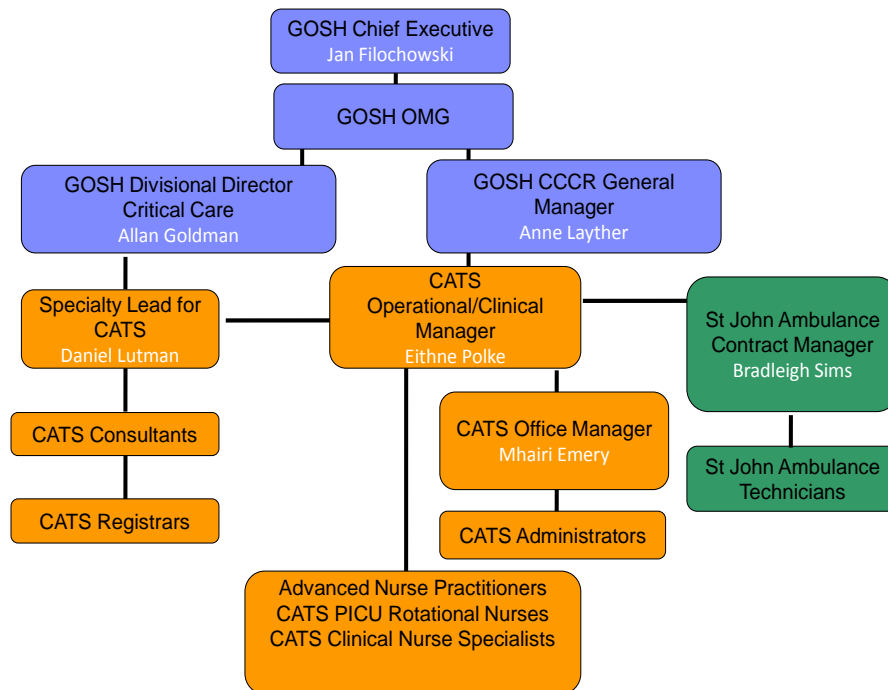 GOSH Chief Executive
Jan Filochowski
GOSH OMG
GOSH Divisional Director
Critical Care
Allan Goldman
GOSH CCCR General
Manager
Anne Layther
Specialty Lead for
CATS
Daniel Lutman
CATS
Operational/Clinical
Manager
Eithne Polke
St John Ambulance
Contract Manager
Bradleigh Sims
CATS Consultants
CATS Office Manager
Mhairi Emery
St John Ambulance
Technicians
CATS Registrars
CATS Administrators
Advanced Nurse Practitioners
CATS PICU Rotational Nurses
CATS Clinical Nurse Specialists